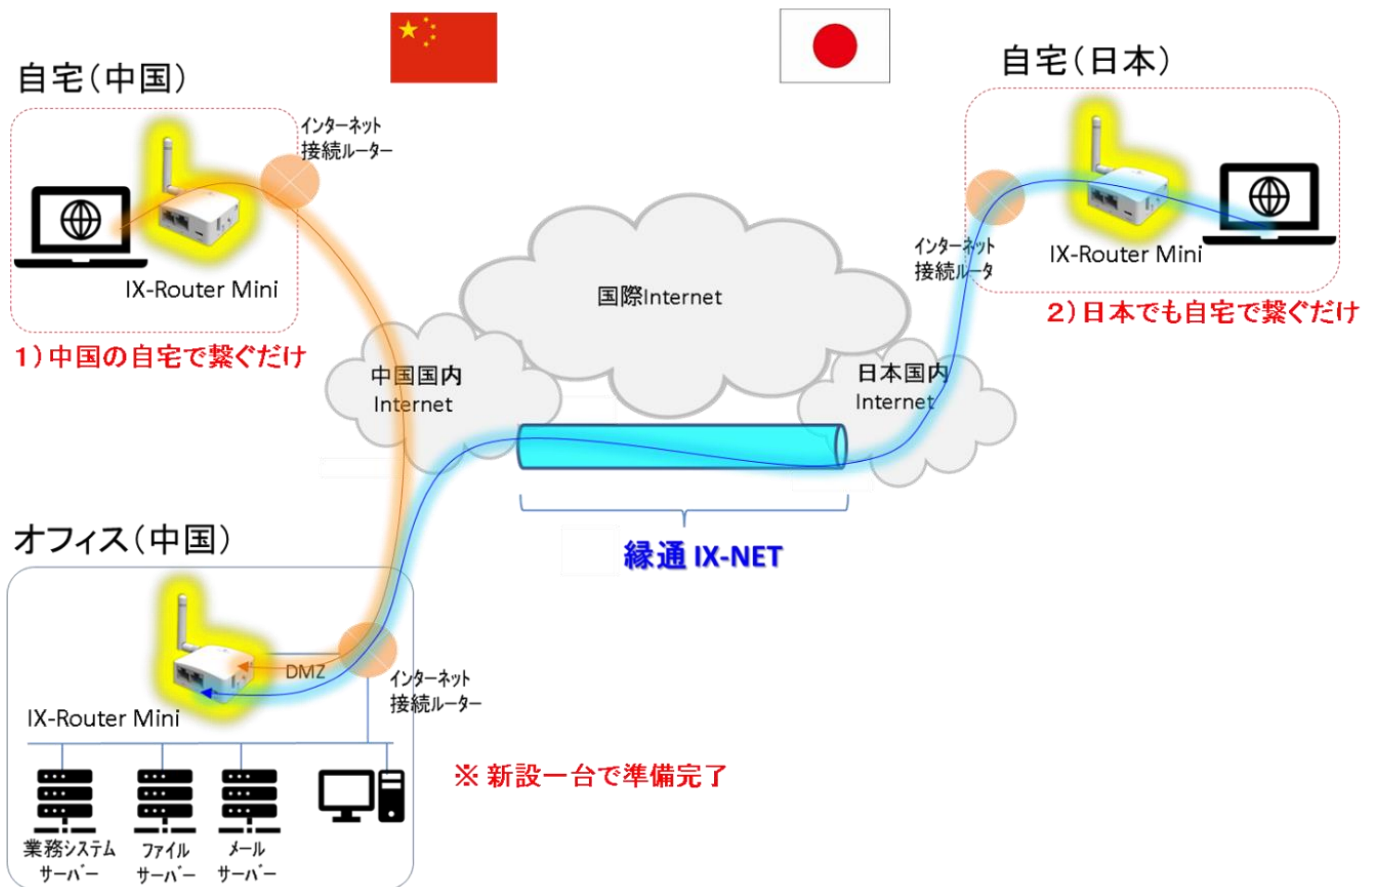 自宅（中国）
インターネット
接続ルーター
IX-Router Mini
1）中国の自宅で繋ぐだけ
自宅（日本）
インターネット
接続ルータ
IX-Router Mini
2）日本でも自宅で繋ぐだけ
国際Internet
中国国内
Internet
日本国内
Internet
縁通 IX-NET
オフィス（中国）
DMZ
インターネット
接続ルーター
IX-Router Mini
※ 新設一台で準備完了
業務システム
サーバー
ファイル
サーバー
メール
サーバー